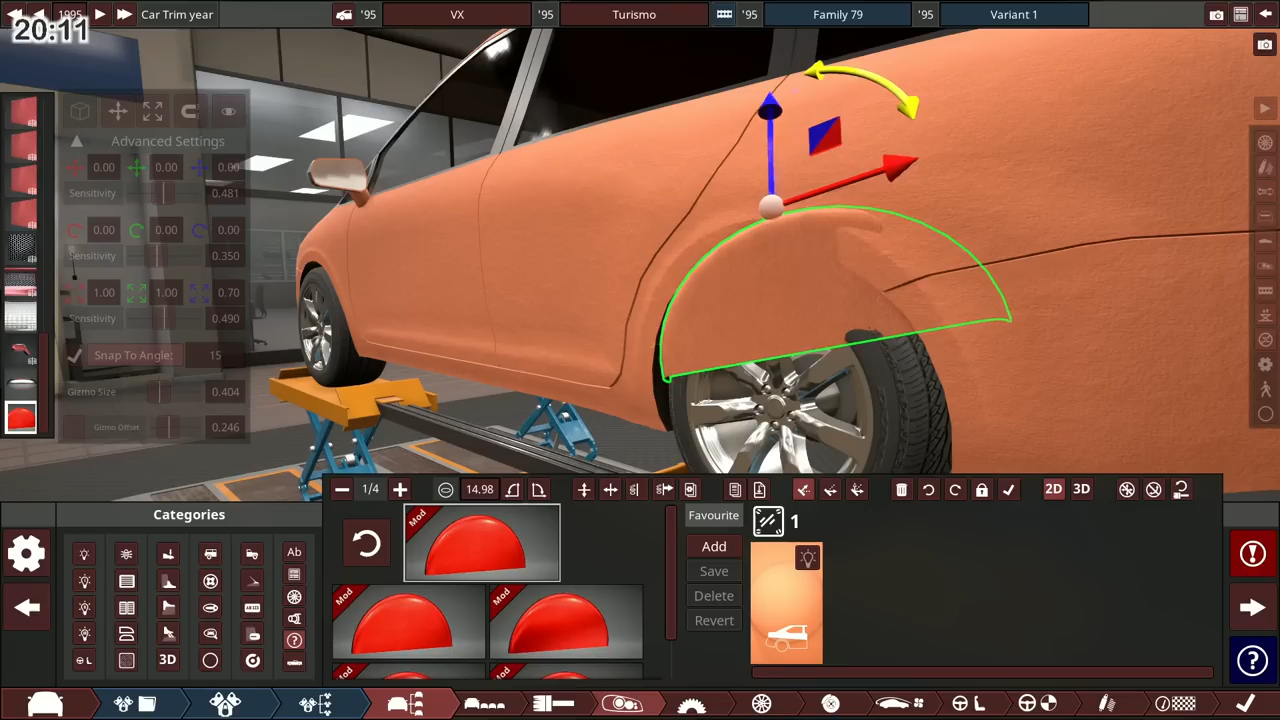 1995
Car Trim year
'95
VX
'95
Turismo
'95
Family 79
'95
Variant 1
20:11
Advanced Settings
0.00
0.00
0.00
Sensitivity
0.481
0.00
0.00
0.00
Sensitivity
0.350
1.00
1.00
0.70
Sensitivity
0.490
Snap To Angle:
15
Gizmo Size
0.404
Gizmo Offset
0.246
1/4
14.98
2D
3D
Categories
Ab
L
3D
Mod
Mod
Mod
Favourite
Add
Save
Delete
Revert
1